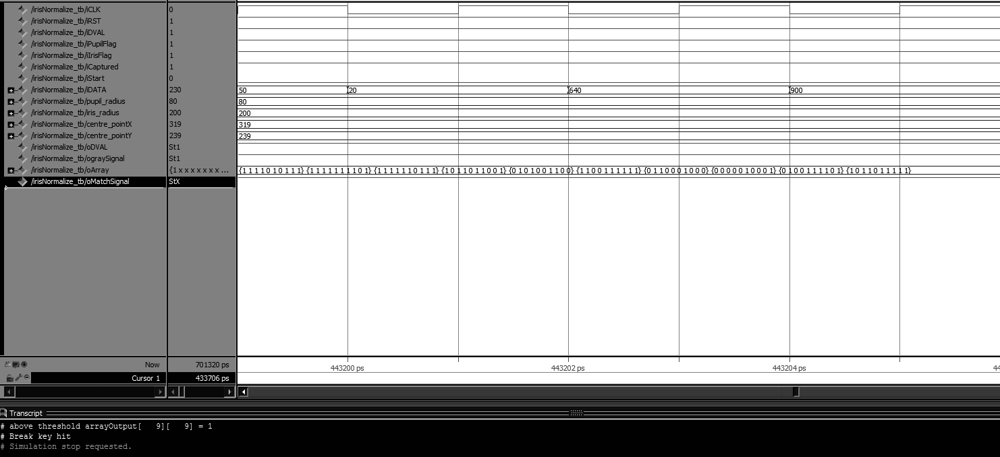 /irisNormalize_tb/iCLK 0
/irisNormalize_tb/iRST 1
/irisNormalize_tb/iDVAL 1
/irisNormalize_tb/iPupilFlag 1
/irisNormalize_tb/iIrisFlag 1
/irisNormalize_tb/iCaptured 1
/irisNormalize_tb/iStart 0
/irisNormalize_tb/iDATA 230 50 20 640 900
/irisNormalize_tb/pupil_radius 80 80
/irisNormalize_tb/iris_radius 200 200
/irisNormalize_tb/centre_pointX 319 319
/irisNormalize_tb/centre_pointY 239 239
/irisNormalize_tb/oDVAL St1
/irisNormalize_tb/ograySignal St1
/irisNormalize_tb/oArray {1 x x x x x x x ... {1 1 1 1 0 1 0 1 1 1} {1 1 1 1 1 1 1 1 0 1} {1 1 1 1 1 1 0 1 1 1} {1 0 1 1 0 1 1 0 0 1} {0 1 0 1 0 0 1 1 0 0} {1 1 0 0 1 1 1 1 1 1} {0 1 1 0 0 0 1 0 0 0} {0 0 0 0 0 1 0 0 0 1} {0 1 0 0 1 1 1 1 0 1} {1 0 1 1 0 1 1 1 1 1}
/irisNormalize_tb/oMatchSignal StX
Now 701320 ps 443200 ps 443202 ps 443204 ps
Cursor 1 433706 ps
Transcript
# above threshold arrayOutput[ 9][ 9] = 1
# Break key hit
# Simulation stop requested.